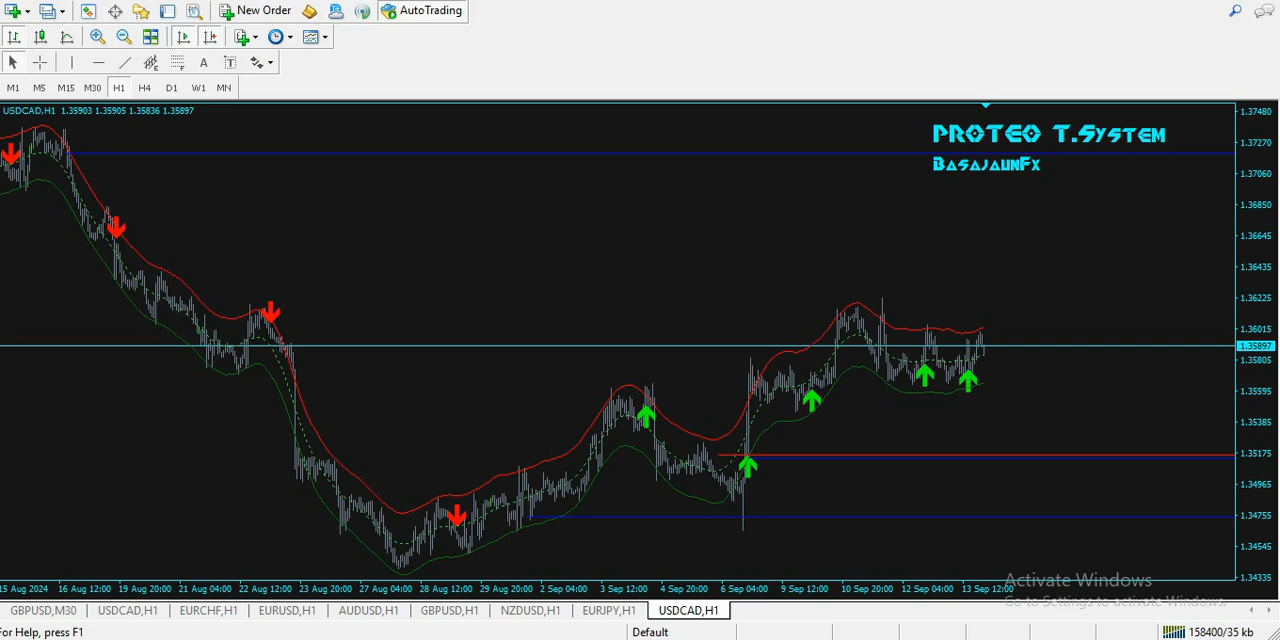 New Order
AutoTrading
A
T
M1 M5 M15 M30 H1 H4 D1 W1 MN
USDCAD,H1 1.35903 1.35905 1.35836 1.35897
PROTEO T.System
BasajaunFx
1.37480
1.37270
1.37060
1.36850
1.36645
1.36435
1.36225
1.36015
1.35897
1.35805
1.35595
1.35385
1.35175
1.34965
1.34755
1.34545
1.34335
15 Aug 2024 16 Aug 12:00 19 Aug 20:00 21 Aug 04:00 22 Aug 12:00 23 Aug 20:00 27 Aug 04:00 28 Aug 12:00 29 Aug 20:00 2 Sep 04:00 3 Sep 12:00 4 Sep 20:00 6 Sep 04:00 9 Sep 12:00 10 Sep 20:00 12 Sep 04:00 13 Sep 12:00
Activate Windows
Go to Settings to activate Windows.
GBPUSD,M30 USDCAD,H1 EURCHF,H1 EURUSD,H1 AUDUSD,H1 GBPUSD,H1 NZDUSD,H1 EURJPY,H1 USDCAD,H1
For Help, press F1 Default 158400/35 kb